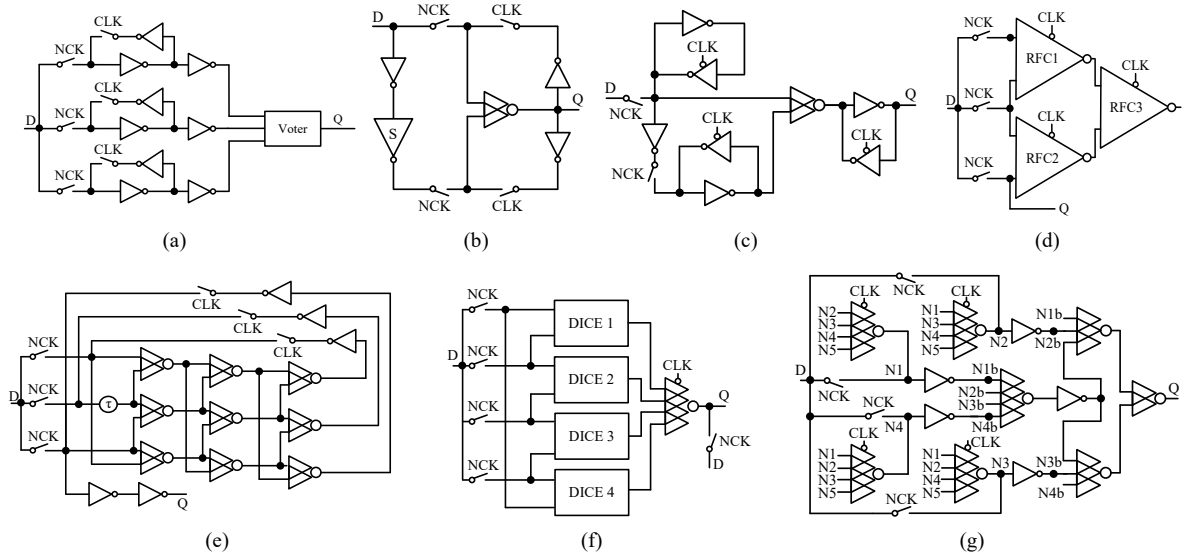 CLK
NCK
CLK
NCK
D
CLK
NCK
Voter
Q
(a)
D
NCK
CLK
S
Q
NCK
CLK
(b)
CLK
D
NCK
CLK
NCK
Q
CLK
(c)
NCK
CLK
RFC1
CLK
D
NCK
CLK
RFC3
NCK
RFC2
Q
(d)
CLK
CLK
CLK
NCK
D
NCK
τ
NCK
Q
(e)
NCK
DICE 1
D
NCK
DICE 2
CLK
Q
NCK
DICE 3
NCK
D
NCK
DICE 4
(f)
NCK
CLK
CLK
N2
N3
N4
N5
N1
N3
N4
N5
N2
N1b
N2b
D
NCK
N1
N1b
N2b
N3b
N4b
Q
NCK
N4
CLK
CLK
N1
N2
N3
N5
N1
N2
N4
N5
N3
N3b
N4b
NCK
(g)